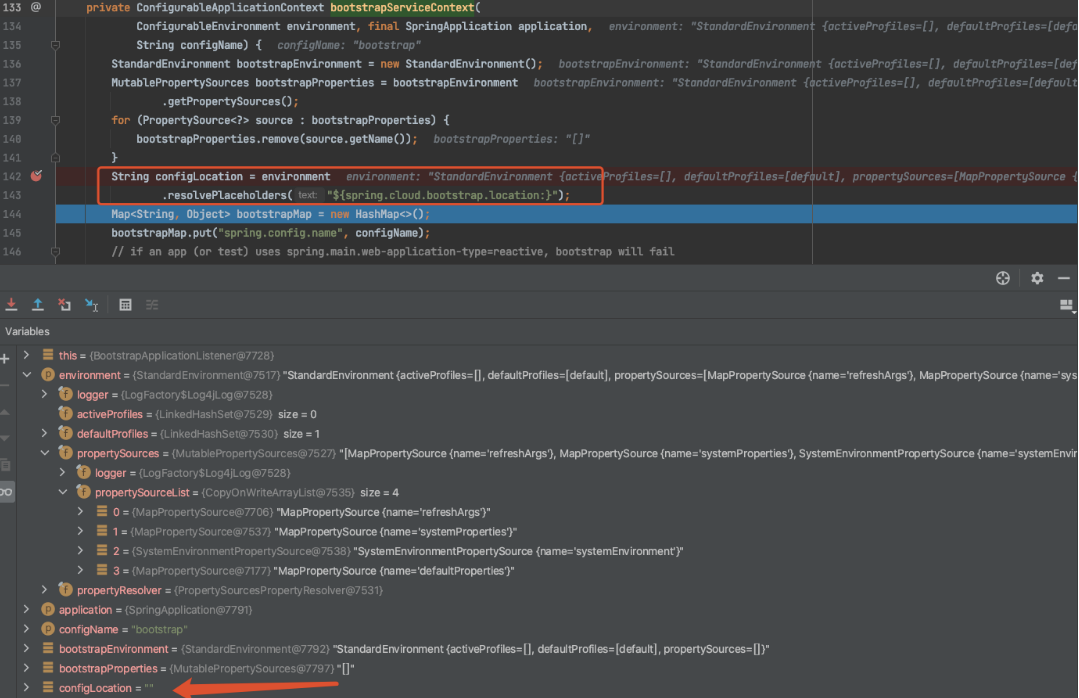 133 @ private ConfigurableApplicationContext bootstrapServiceContext(
134 ConfigurableEnvironment environment, final SpringApplication application, environment: "StandardEnvironment {activeProfiles=[], defaultProfiles=[defa
135 String configName) { configName: "bootstrap"
136 StandardEnvironment bootstrapEnvironment = new StandardEnvironment(); bootstrapEnvironment: "StandardEnvironment {activeProfiles=[], defaultProfiles=[def
137 MutablePropertySources bootstrapProperties = bootstrapEnvironment bootstrapEnvironment: "StandardEnvironment {activeProfiles=[], defaultProfiles=[default
138 .getPropertySources();
139 for (PropertySource<?> source : bootstrapProperties) {
140 bootstrapProperties.remove(source.getName()); bootstrapProperties: "[]"
141 }
142 String configLocation = environment environment: "StandardEnvironment {activeProfiles=[], defaultProfiles=[default], propertySources=[MapPropertySource {
143 .resolvePlaceholders( text: "${spring.cloud.bootstrap.location:}");
144 Map<String, Object> bootstrapMap = new HashMap<>();
145 bootstrapMap.put("spring.config.name", configName);
146 // if an app (or test) uses spring.main.web-application-type=reactive, bootstrap will fail
Variables
this = {BootstrapApplicationListener@7728}
environment = {StandardEnvironment@7517} "StandardEnvironment {activeProfiles=[], defaultProfiles=[default], propertySources=[MapPropertySource {name='refreshArgs'}, MapPropertySource {name='sys
logger = {LogFactory$Log4jLog@7528}
activeProfiles = {LinkedHashSet@7529} size = 0
defaultProfiles = {LinkedHashSet@7530} size = 1
propertySources = {MutablePropertySources@7527} "[MapPropertySource {name='refreshArgs'}, MapPropertySource {name='systemProperties'}, SystemEnvironmentPropertySource {name='systemEnvir
logger = {LogFactory$Log4jLog@7528}
propertySourceList = {CopyOnWriteArrayList@7535} size = 4
0 = {MapPropertySource@7706} "MapPropertySource {name='refreshArgs'}"
1 = {MapPropertySource@7537} "MapPropertySource {name='systemProperties'}"
2 = {SystemEnvironmentPropertySource@7538} "SystemEnvironmentPropertySource {name='systemEnvironment'}"
3 = {MapPropertySource@7177} "MapPropertySource {name='defaultProperties'}"
propertyResolver = {PropertySourcesPropertyResolver@7531}
application = {SpringApplication@7791}
configName = "bootstrap"
bootstrapEnvironment = {StandardEnvironment@7792} "StandardEnvironment {activeProfiles=[], defaultProfiles=[default], propertySources=[]}"
bootstrapProperties = {MutablePropertySources@7797} "[]"
configLocation = ""